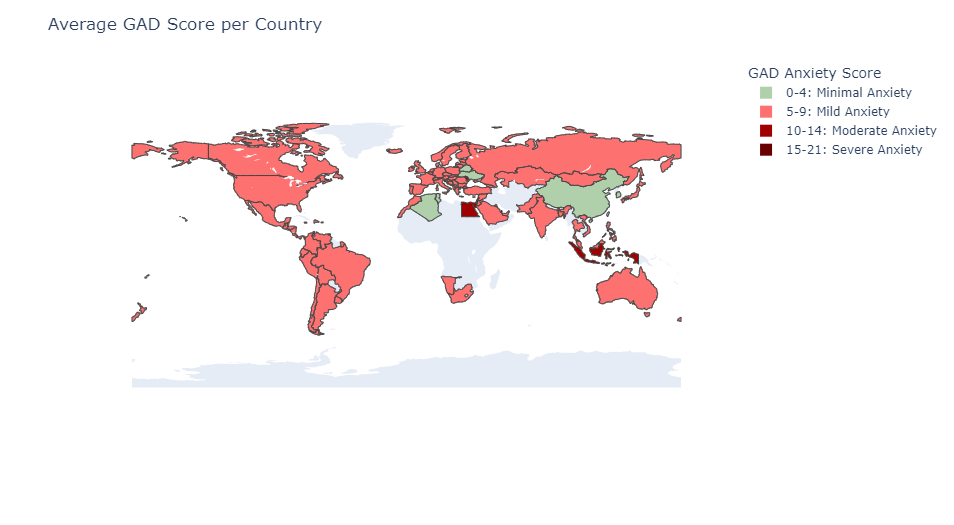 Average GAD Score per Country
GAD Anxiety Score
0-4: Minimal Anxiety
5-9: Mild Anxiety
10-14: Moderate Anxiety
15-21: Severe Anxiety